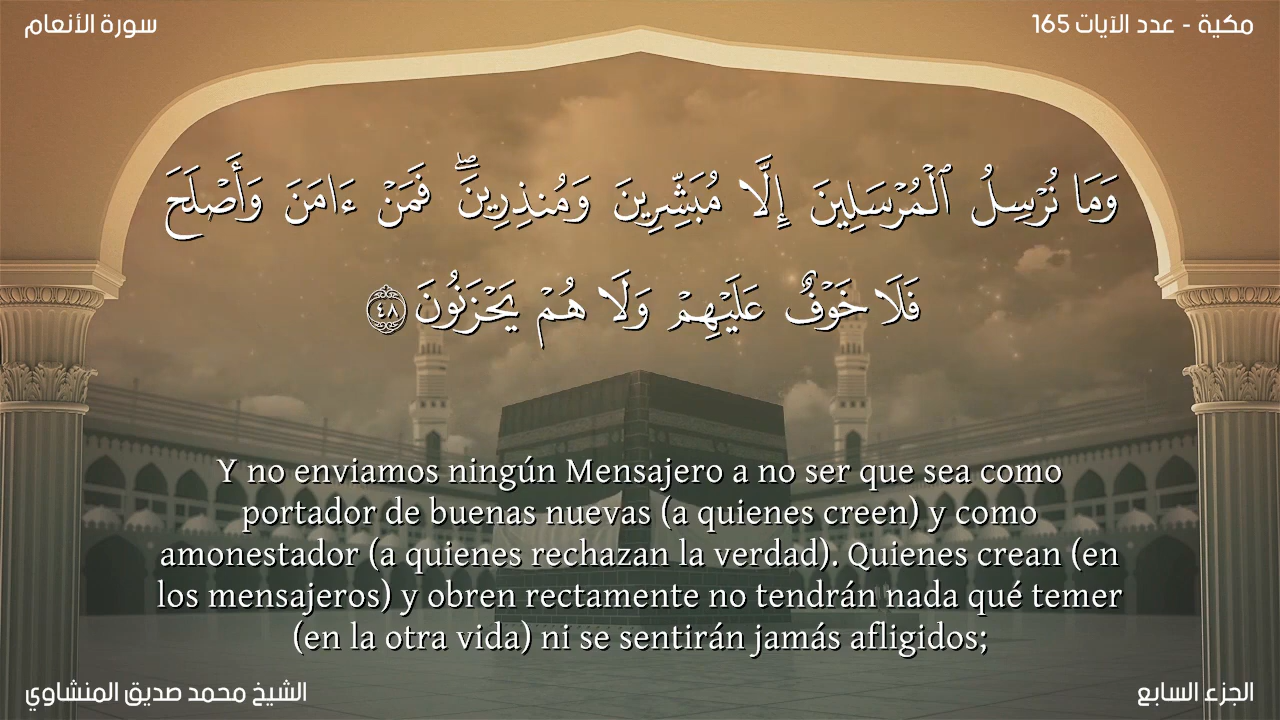 سورة الأنعام
مكية - عدد الآيات 165
وَمَا نُرْسِلُ ٱلْمُرْسَلِينَ إِلَّا مُبَشِّرِينَ وَمُنذِرِينَ ۖ فَمَنْ ءَامَنَ وَأَصْلَحَ
فَلَا خَوْفٌ عَلَيْهِمْ وَلَا هُمْ يَحْزَنُونَ ٤٨
Y no enviamos ningún Mensajero a no ser que sea como
portador de buenas nuevas (a quienes creen) y como
amonestador (a quienes rechazan la verdad). Quienes crean (en
los mensajeros) y obren rectamente no tendrán nada qué temer
(en la otra vida) ni se sentirán jamás afligidos;
الشيخ محمد صديق المنشاوي
الجزء السابع